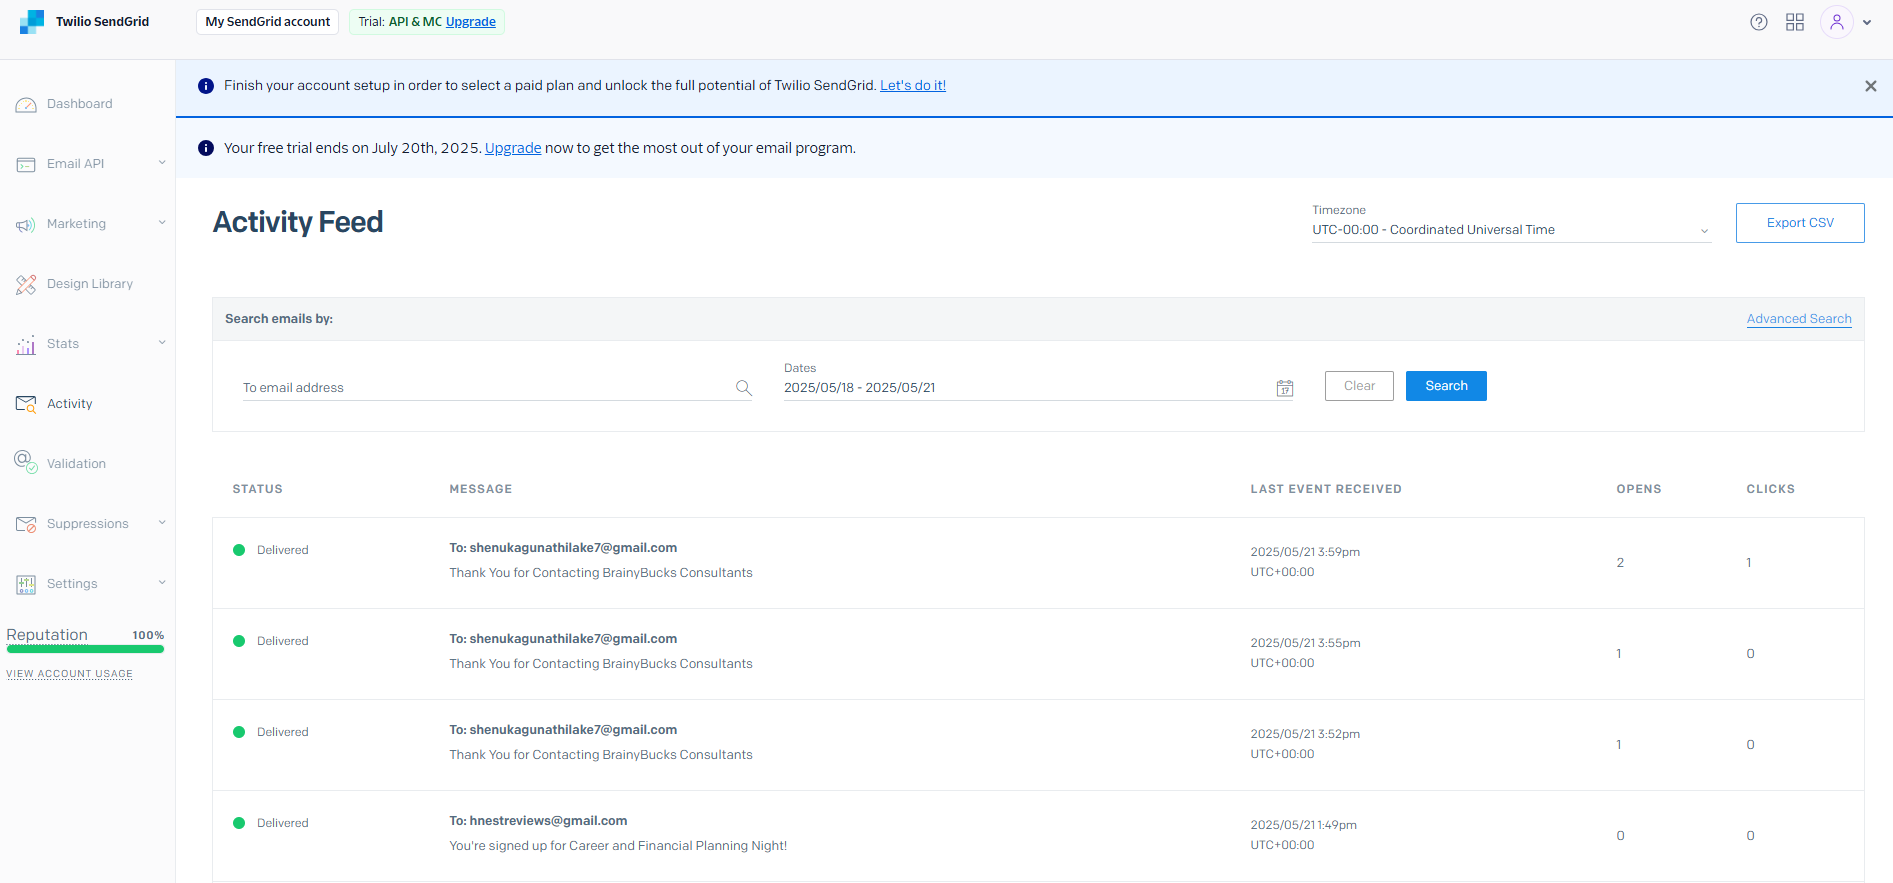 Twilio SendGrid
My SendGrid account
Trial: API & MC Upgrade
Finish your account setup in order to select a paid plan and unlock the full potential of Twilio SendGrid. Let's do it!
Your free trial ends on July 20th, 2025. Upgrade now to get the most out of your email program.
Dashboard
Email API
Marketing
Design Library
Stats
Activity
Validation
Suppressions
Settings
Reputation 100%
VIEW ACCOUNT USAGE
Activity Feed
Timezone
UTC-00:00 - Coordinated Universal Time
Export CSV
Search emails by:
Advanced Search
To email address
Dates
2025/05/18 - 2025/05/21
17
Clear
Search
STATUS MESSAGE LAST EVENT RECEIVED OPENS CLICKS
Delivered
To: shenukagunathilake7@gmail.com
Thank You for Contacting BrainyBucks Consultants
2025/05/21 3:59pm
UTC+00:00
2
1
Delivered
To: shenukagunathilake7@gmail.com
Thank You for Contacting BrainyBucks Consultants
2025/05/21 3:55pm
UTC+00:00
1
0
Delivered
To: shenukagunathilake7@gmail.com
Thank You for Contacting BrainyBucks Consultants
2025/05/21 3:52pm
UTC+00:00
1
0
Delivered
To: hnestreviews@gmail.com
You're signed up for Career and Financial Planning Night!
2025/05/21 1:49pm
UTC+00:00
0
0